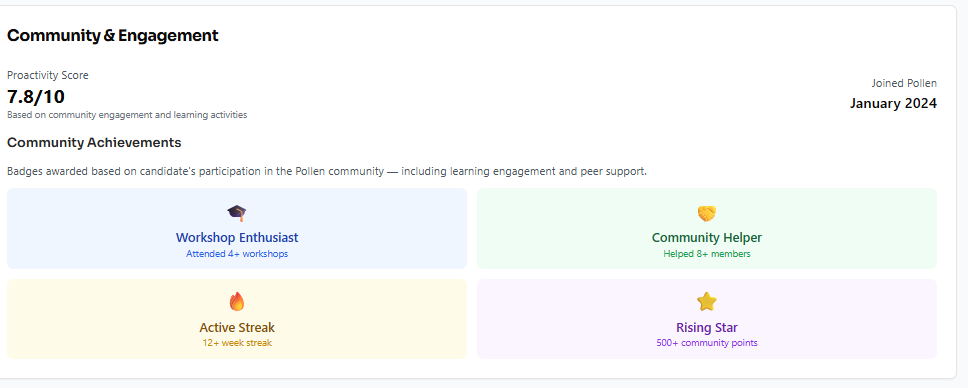 Community & Engagement
Proactivity Score
7.8/10
Based on community engagement and learning activities
Joined Pollen
January 2024
Community Achievements
Badges awarded based on candidate's participation in the Pollen community — including learning engagement and peer support.
Workshop Enthusiast
Attended 4+ workshops
Community Helper
Helped 8+ members
Active Streak
12+ week streak
Rising Star
500+ community points